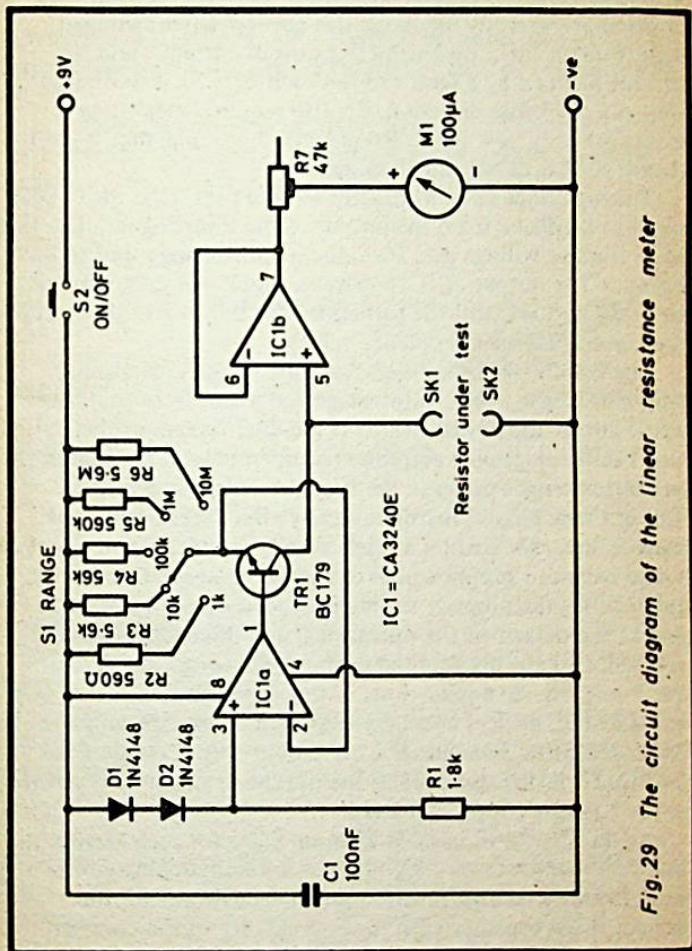 +9V
S2
ON/OFF
S1 RANGE
R2 560Ω
R3 5·6k
R4 56k
R5 560k
R6 5·6M
1k
10k
100k
1M
10M
D1
1N4148
D2
1N4148
C1
100nF
R1
1·8k
3
+
8
IC1a
1
2
-
4
TR1
BC179
6
-
IC1b
7
5
+
R7
47k
+
M1
100µA
-
SK1
SK2
Resistor under test
IC1 = CA3240E
-ve
Fig.29 The circuit diagram of the linear resistance meter